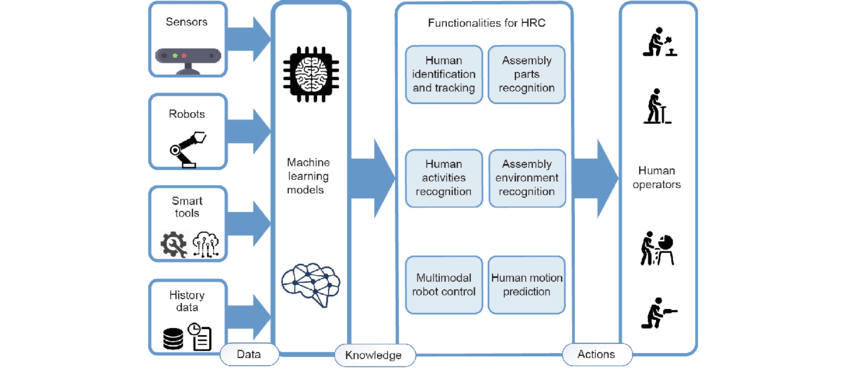 Sensors
Robots
Smart
tools
History
data
Data
Machine
learning
models
Knowledge
Functionalities for HRC
Human
identification
and tracking
Assembly
parts
recognition
Human
activities
recognition
Assembly
environment
recognition
Multimodal
robot control
Human motion
prediction
Actions
Human
operators